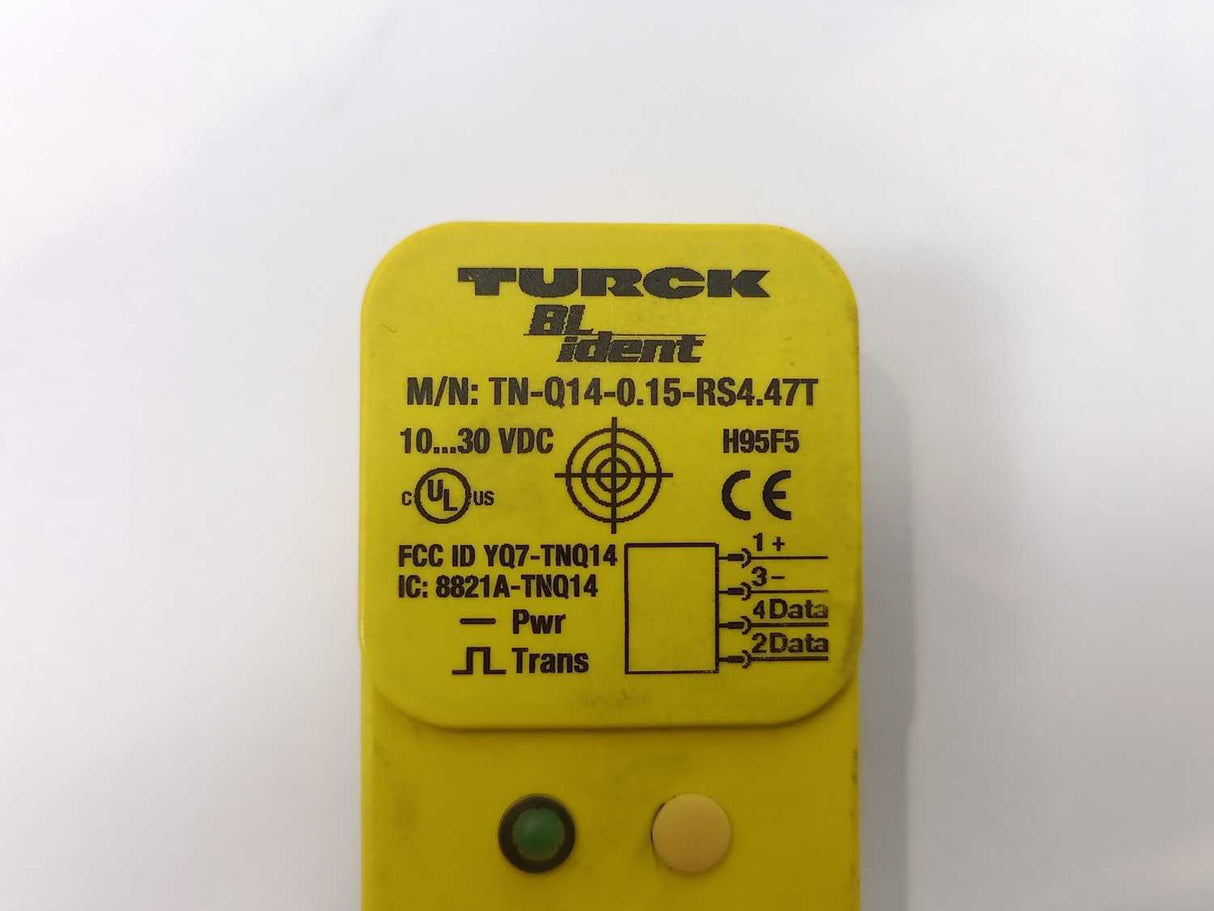 TURCK
BL
ident
M/N: TN-Q14-0.15-RS4.47T
10...30 VDC
H95F5
c UL US
CE
FCC ID YQ7-TNQ14
IC: 8821A-TNQ14
Pwr
Trans
1 +
3 -
4 Data
2 Data